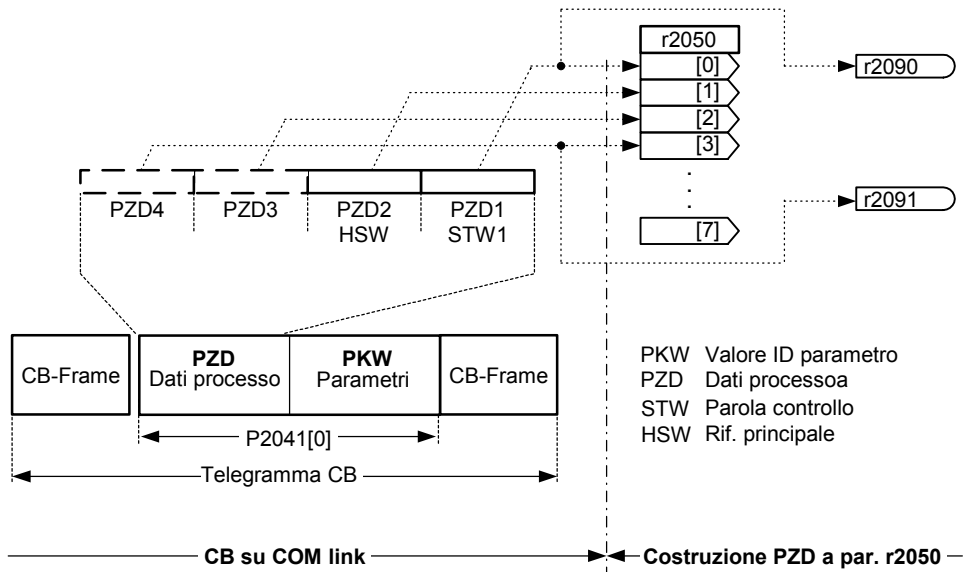 r2050
[0]
r2090
[1]
[2]
[3]
PZD4 PZD3 PZD2 PZD1
HSW STW1
r2091
[7]
CB-Frame PZD PKW CB-Frame
Dati processo Parametri
P2041[0]
Telegramma CB
PKW Valore ID parametro
PZD Dati processoa
STW Parola controllo
HSW Rif. principale
CB su COM link Costruzione PZD a par. r2050